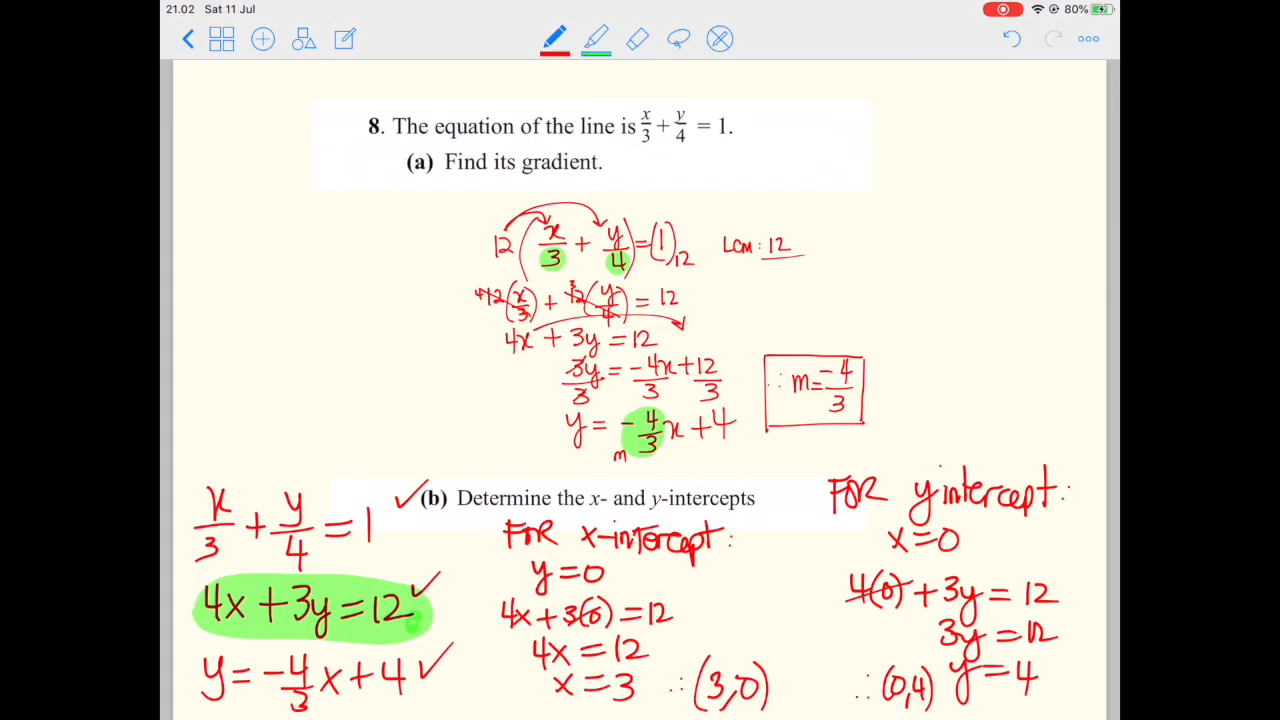 21.02 Sat 11 Jul
80%
8. The equation of the line is x/3 + y/4 = 1.
(a) Find its gradient.
12 (x/3 + y/4) = (1)12
LCM : 12
412(x/3) + 312(y/4) = 12
4x + 3y = 12
3y/3 = -4x/3 + 12/3
y = -4/3 x + 4
m
∴ m = -4/3
(b) Determine the x- and y-intercepts
x/3 + y/4 = 1 ✓
4x + 3y = 12 ✓
y = -4/3 x + 4 ✓
FOR x-intercept :
y = 0
4x + 3(0) = 12
4x = 12
x = 3 ∴ (3,0)
FOR y intercept :
x = 0
4(0) + 3y = 12
3y = 12
∴ (0,4) y = 4